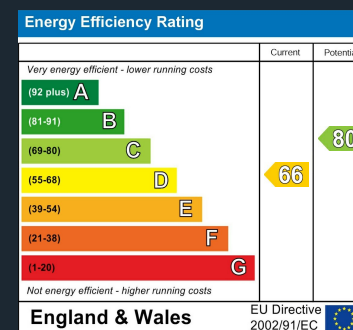 Energy Efficiency Rating
Current Potentia
Very energy efficient - lower running costs
(92 plus) A
(81-91) B
(69-80) C
80
(55-68) D
66
(39-54) E
(21-38) F
(1-20) G
Not energy efficient - higher running costs
England & Wales
EU Directive
2002/91/EC